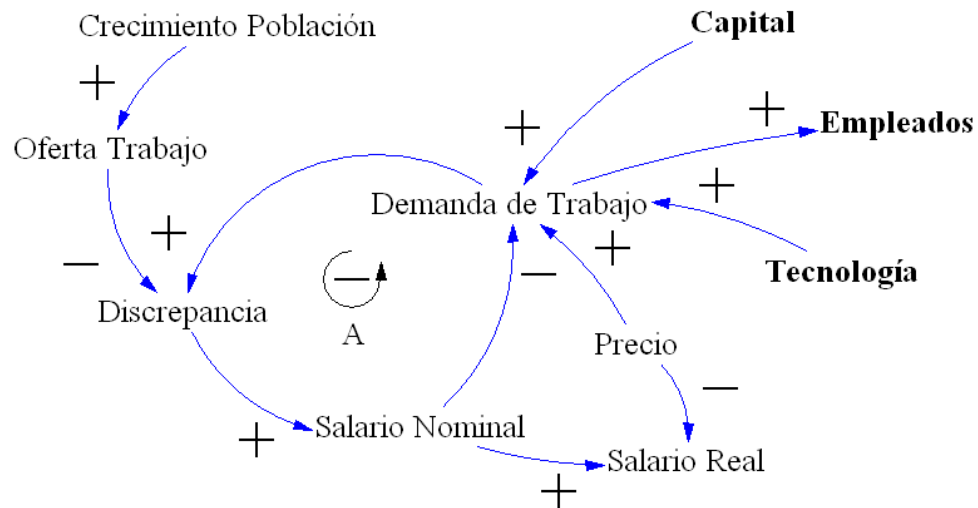 Crecimiento Población
Capital
+
+
+
Empleados
Oferta Trabajo
+
Demanda de Trabajo
+
+
−
−
Tecnología
−
Discrepancia
A
Precio
−
+
Salario Nominal
Salario Real
+